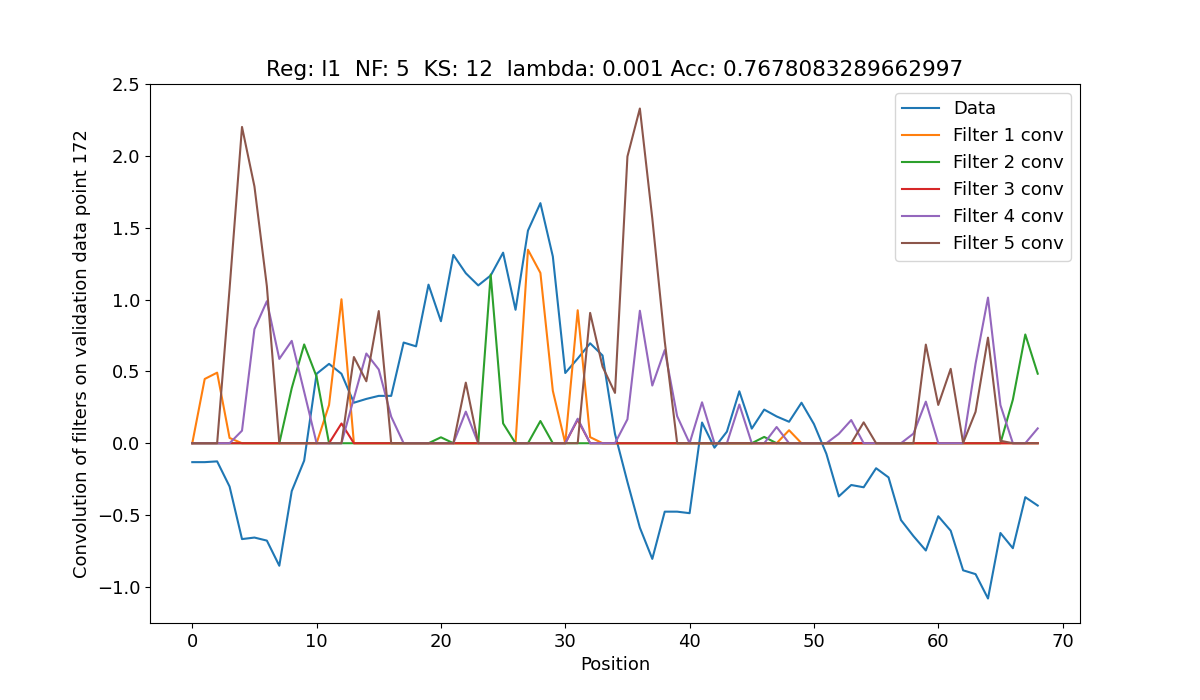 Reg: l1  NF: 5  KS: 12  lambda: 0.001 Acc: 0.7678083289662997
Convolution of filters on validation data point 172
2.5
2.0
1.5
1.0
0.5
0.0
−0.5
−1.0
Data
Filter 1 conv
Filter 2 conv
Filter 3 conv
Filter 4 conv
Filter 5 conv
0 10 20 30 40 50 60 70
Position